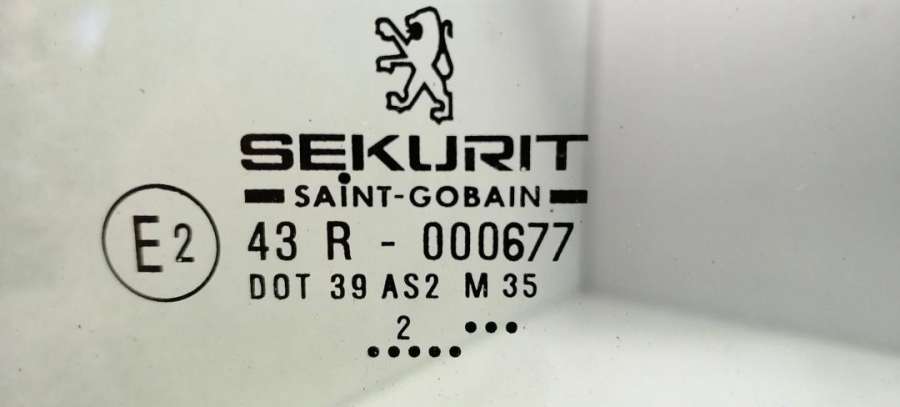 SEKURIT
SAINT-GOBAIN
E2 43 R - 000677
DOT 39 AS2 M 35
2